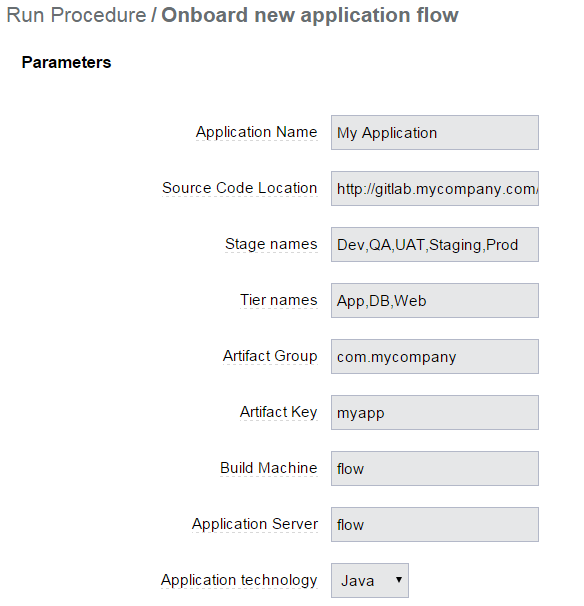 Run Procedure / Onboard new application flow
Parameters
Application Name My Application
Source Code Location http://gitlab.mycompany.com/
Stage names Dev,QA,UAT,Staging,Prod
Tier names App,DB,Web
Artifact Group com.mycompany
Artifact Key myapp
Build Machine flow
Application Server flow
Application technology Java